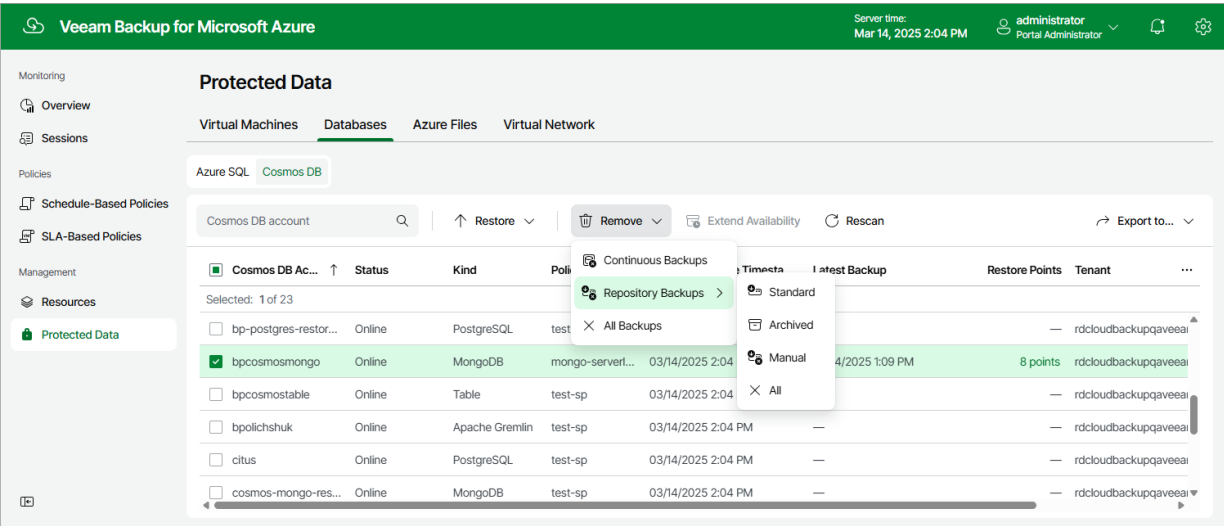 Veeam Backup for Microsoft Azure
Server time:
Mar 14, 2025 2:04 PM
administrator
Portal Administrator
Monitoring
Overview
Sessions
Policies
Schedule-Based Policies
SLA-Based Policies
Management
Resources
Protected Data
Protected Data
Virtual Machines Databases Azure Files Virtual Network
Azure SQL Cosmos DB
Cosmos DB account Restore Remove Extend Availability Rescan Export to...
Continuous Backups
Repository Backups
All Backups
Standard
Archived
Manual
All
Cosmos DB Ac... Status Kind Latest Backup Restore Points Tenant
Selected: 1 of 23
bp-postgres-restor... Online PostgreSQL — rdcloudbackupqaveea
bpcosmosmongo Online MongoDB mongo-serverl... 03/14/2025 2:04 4/2025 1:09 PM 8 points rdcloudbackupqaveea
bpcosmostable Online Table test-sp 03/14/2025 2:04 — rdcloudbackupqaveea
bpolichshuk Online Apache Gremlin test-sp 03/14/2025 2:04 PM — — rdcloudbackupqaveea
citus Online PostgreSQL test-sp 03/14/2025 2:04 PM — — rdcloudbackupqaveea
cosmos-mongo-res... Online MongoDB test-sp 03/14/2025 2:04 PM — — rdcloudbackupqaveea